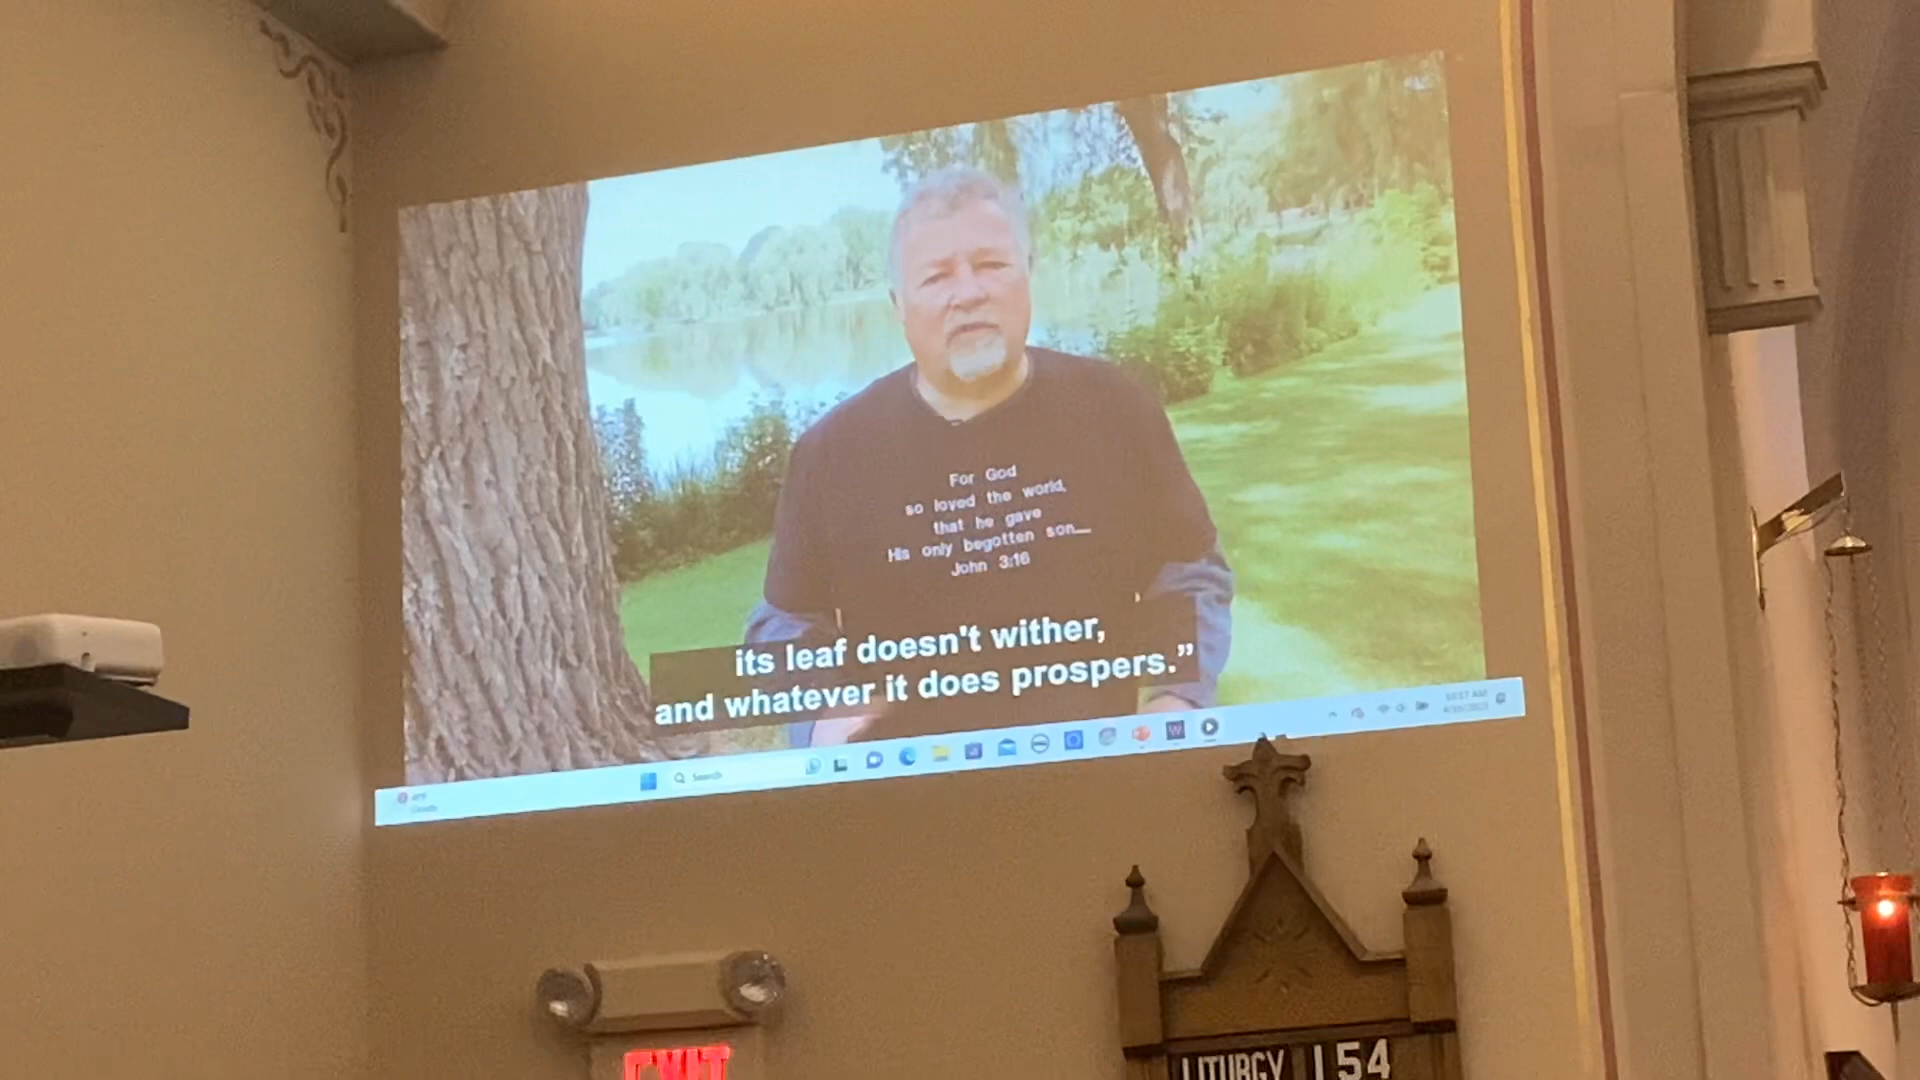 For God
so loved the world,
that he gave
His only begotten son
John 3:16
its leaf doesn't wither,
and whatever it does prospers.”
Search
EXIT
LITURGY 154